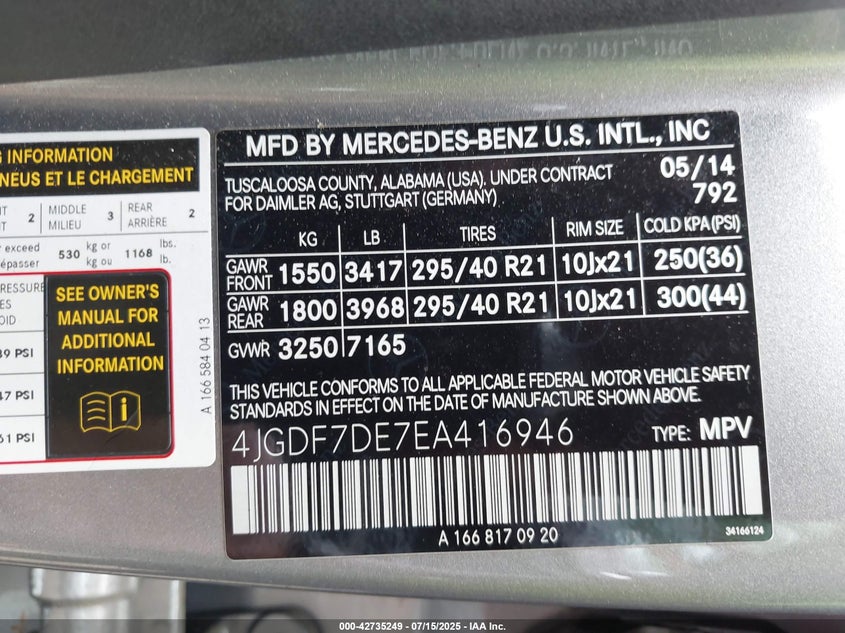 G INFORMATION
NEUS ET LE CHARGEMENT
2
MIDDLE
MILIEU
3
REAR
ARRIÈRE
2
exceed
530
kg or
kg ou
1168
lbs.
lb.
SEE OWNER'S
MANUAL FOR
ADDITIONAL
INFORMATION
i
39 PSI
47 PSI
61 PSI
A 166 584 04 13
MFD BY MERCEDES-BENZ U.S. INTL., INC
TUSCALOOSA COUNTY, ALABAMA (USA). UNDER CONTRACT
FOR DAIMLER AG, STUTTGART (GERMANY)
05/14
792
KG LB TIRES RIM SIZE COLD KPA(PSI)
GAWR FRONT 1550 3417 295/40 R21 10Jx21 250(36)
GAWR REAR 1800 3968 295/40 R21 10Jx21 300(44)
GVWR 3250 7165
THIS VEHICLE CONFORMS TO ALL APPLICABLE FEDERAL MOTOR VEHICLE SAFETY
STANDARDS IN EFFECT ON THE DATE OF MANUFACTURE SHOWN ABOVE.
4JGDF7DE7EA416946 TYPE: MPV
A 166 817 09 20
34166124
000-42735249 - 07/15/2025 - IAA Inc.